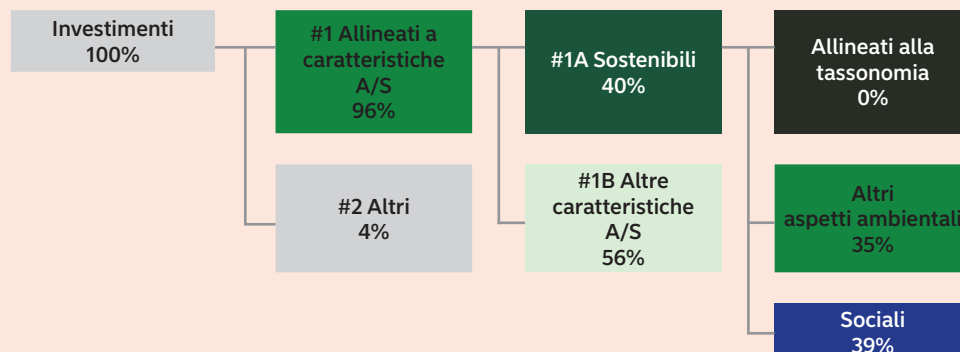 Investimenti
100%
#1 Allineati a
caratteristiche
A/S
96%
#1A Sostenibili
40%
Allineati alla
tassonomia
0%
#2 Altri
4%
#1B Altre
caratteristiche
A/S
56%
Altri
aspetti ambientali
35%
Sociali
39%